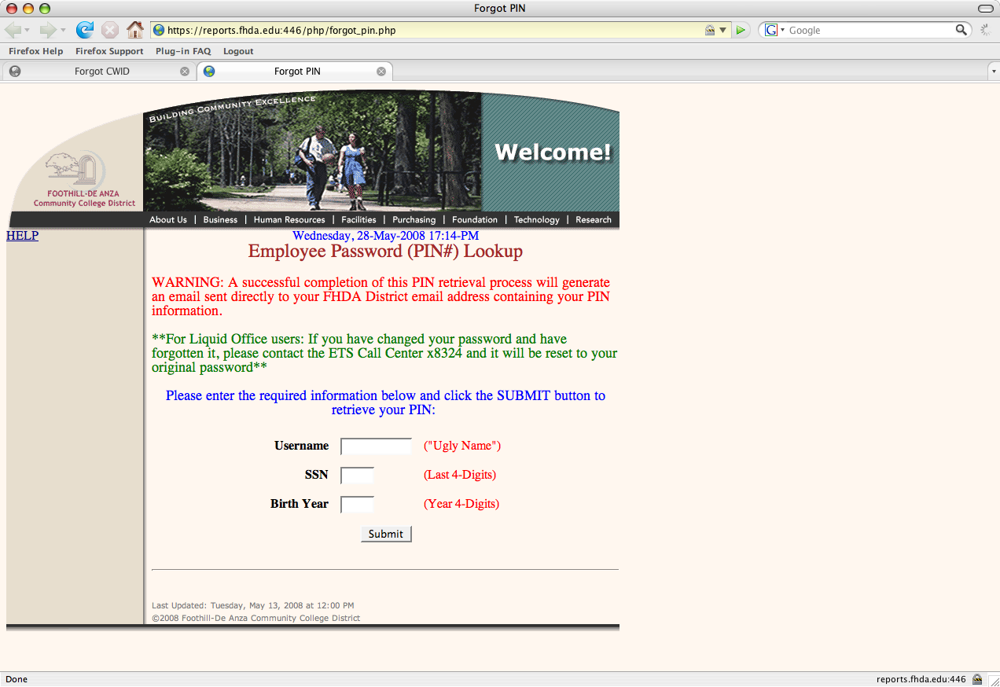 Forgot PIN
https://reports.fhda.edu:446/php/forgot_pin.php
G Google
Firefox Help Firefox Support Plug-in FAQ Logout
Forgot CWID Forgot PIN
BUILDING COMMUNITY EXCELLENCE
Welcome!
FOOTHILL-DE ANZA
Community College District
About Us | Business | Human Resources | Facilities | Purchasing | Foundation | Technology | Research
HELP
Wednesday, 28-May-2008 17:14-PM
Employee Password (PIN#) Lookup
WARNING: A successful completion of this PIN retrieval process will generate
an email sent directly to your FHDA District email address containing your PIN
information.
**For Liquid Office users: If you have changed your password and have
forgotten it, please contact the ETS Call Center x8324 and it will be reset to your
original password**
Please enter the required information below and click the SUBMIT button to
retrieve your PIN:
Username ("Ugly Name")
SSN (Last 4-Digits)
Birth Year (Year 4-Digits)
Submit
Last Updated: Tuesday, May 13, 2008 at 12:00 PM
©2008 Foothill-De Anza Community College District
Done reports.fhda.edu:446